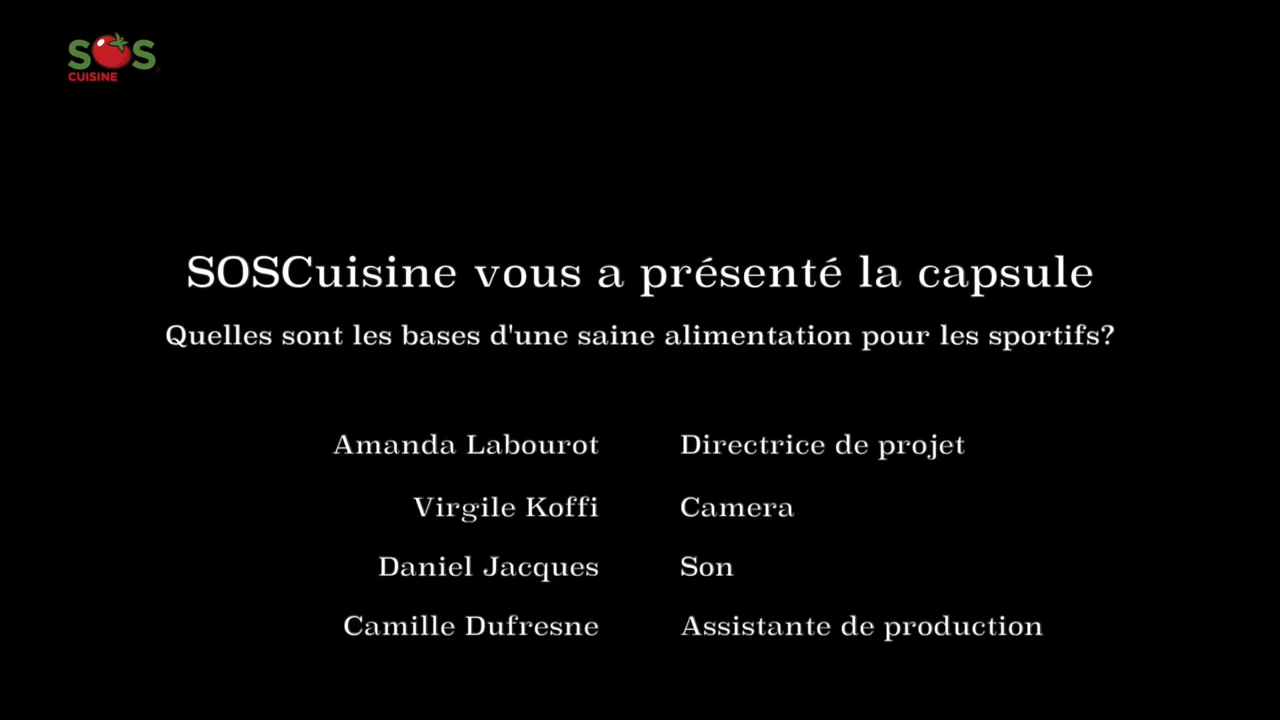 SOS
CUISINE
SOSCuisine vous a présenté la capsule
Quelles sont les bases d'une saine alimentation pour les sportifs?
Amanda Labourot Directrice de projet
Virgile Koffi Camera
Daniel Jacques Son
Camille Dufresne Assistante de production